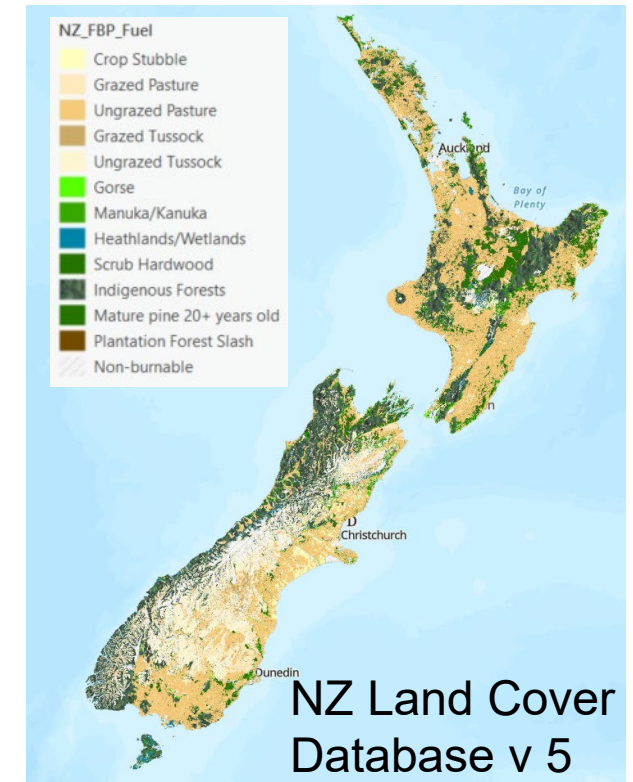 NZ_FBP_Fuel
Crop Stubble
Grazed Pasture
Ungrazed Pasture
Grazed Tussock
Ungrazed Tussock
Gorse
Manuka/Kanuka
Heathlands/Wetlands
Scrub Hardwood
Indigenous Forests
Mature pine 20+ years old
Plantation Forest Slash
Non-burnable
Bay of
Plenty
n
D
Christchurch
Dunedin
NZ Land Cover
Database v 5